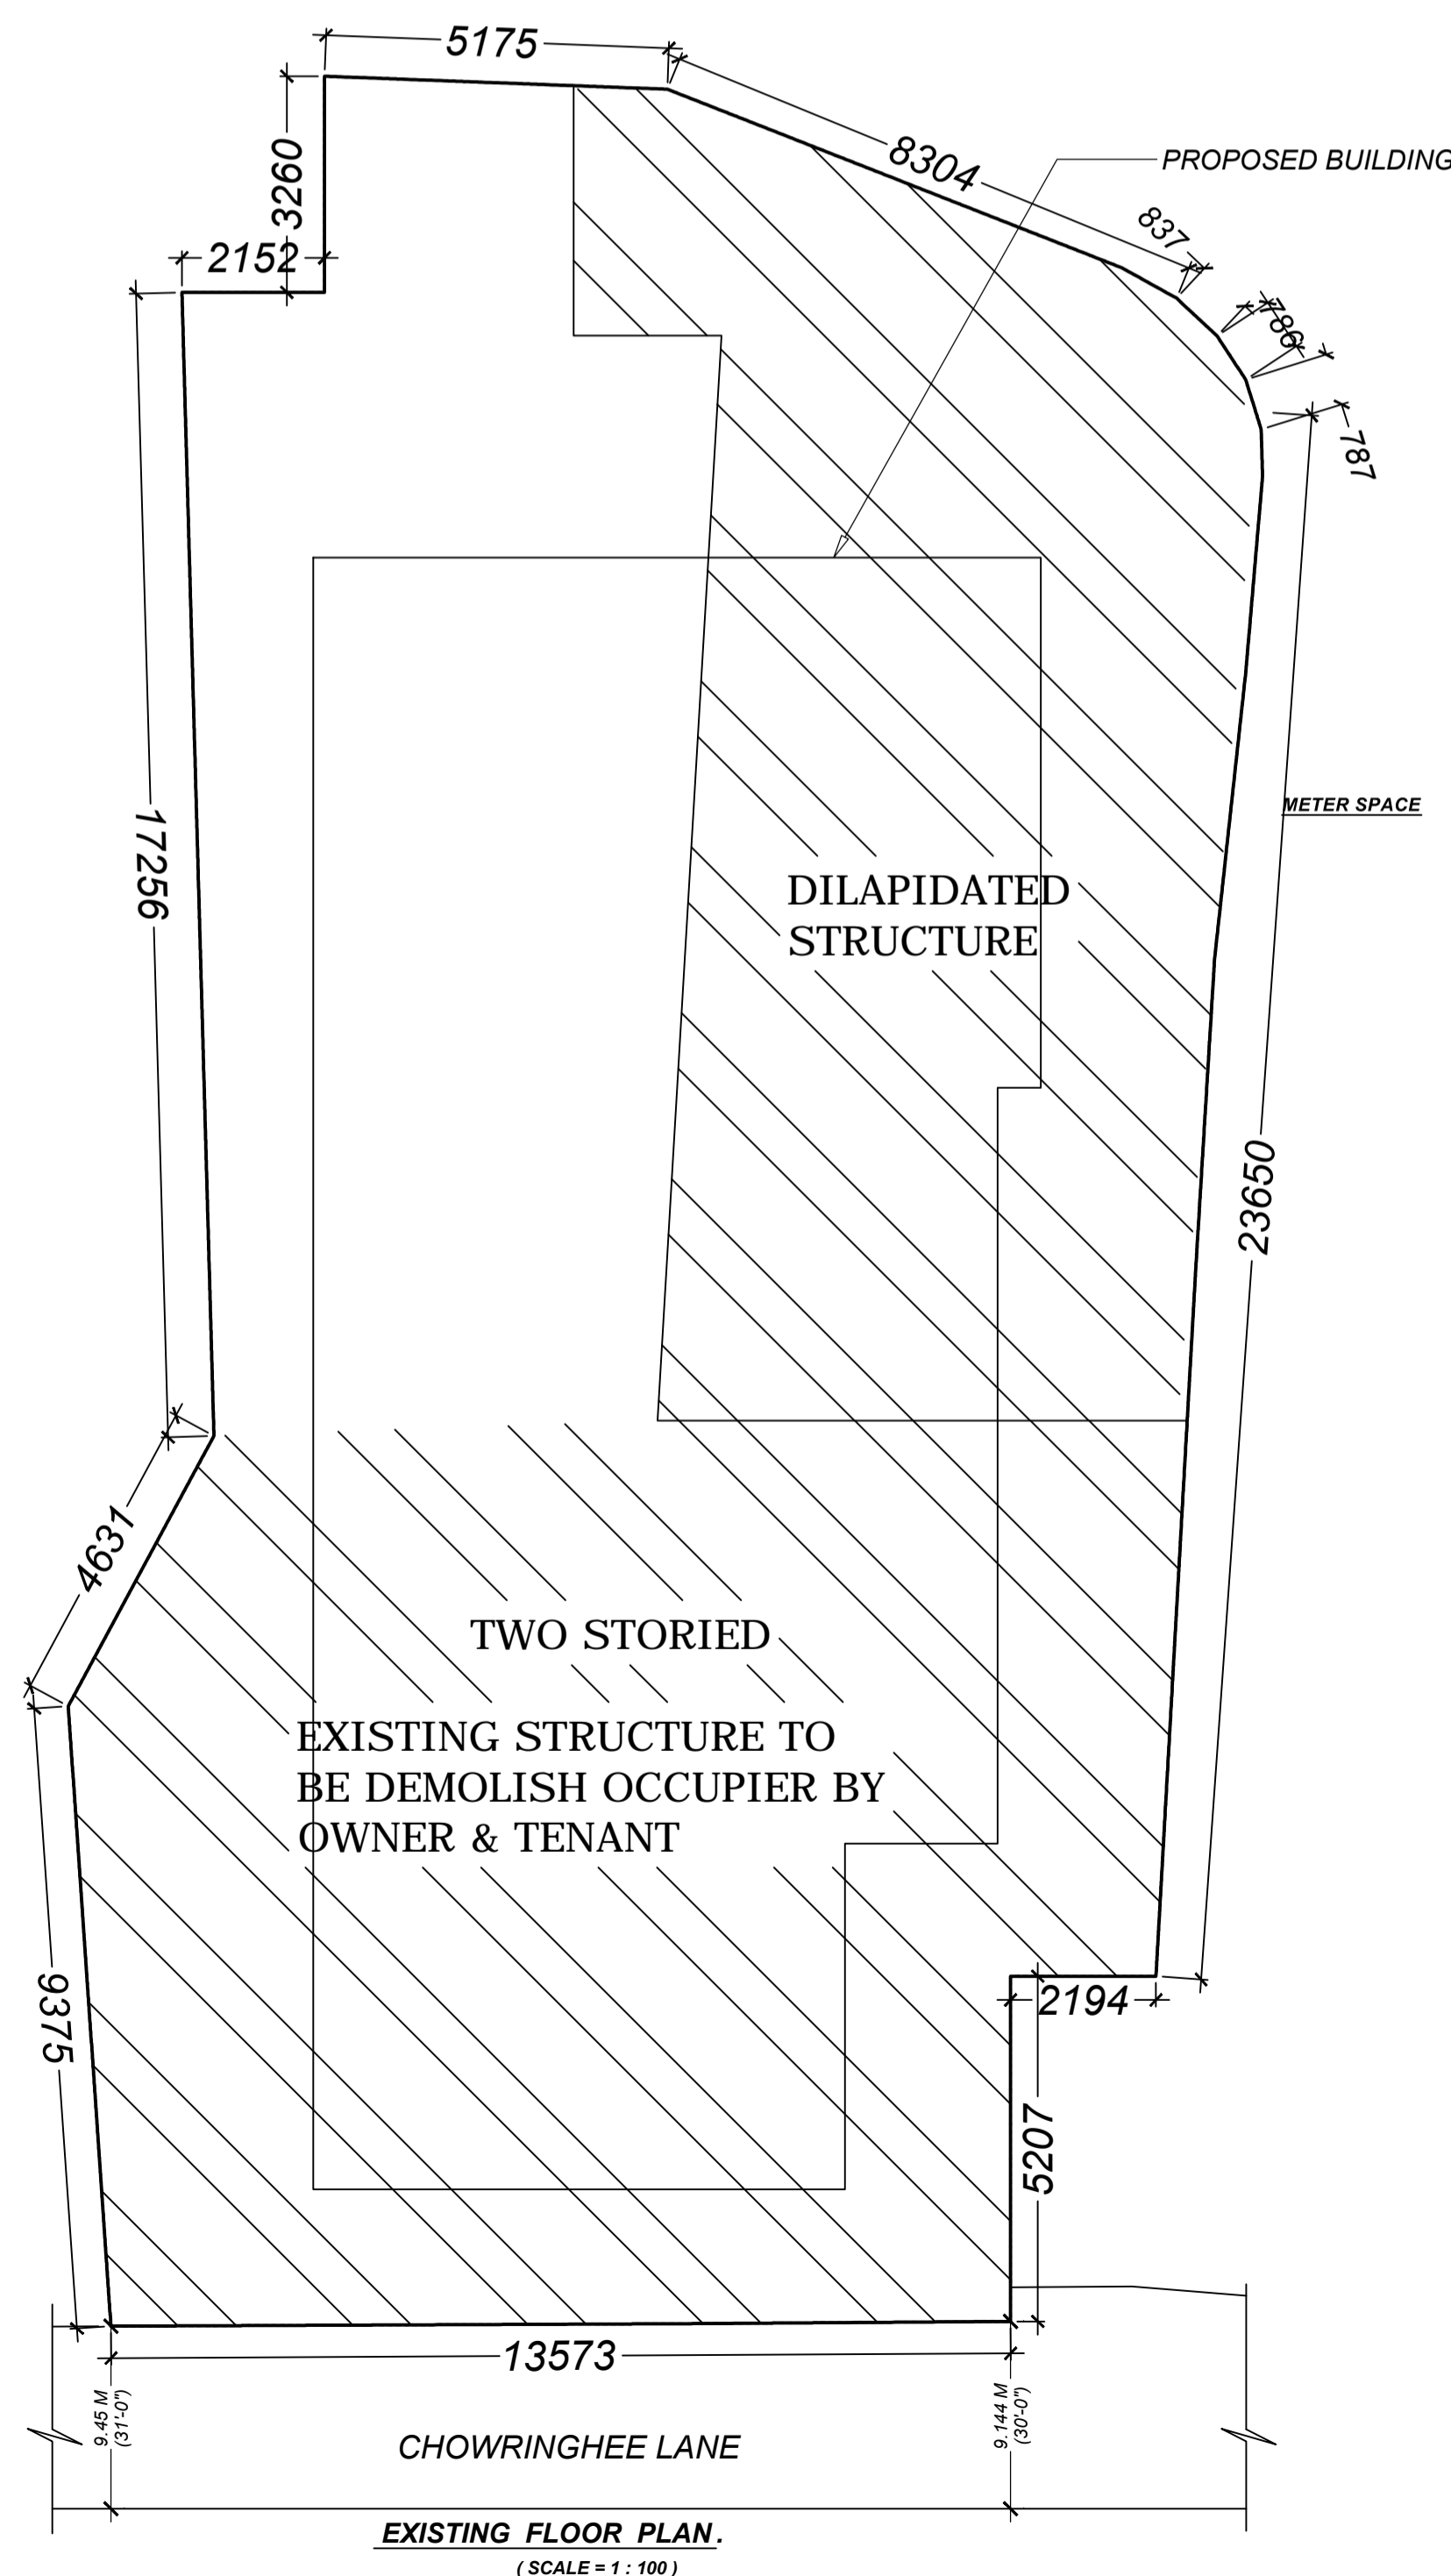 5175
8304
PROPOSED BUILDING
3260
837
2152
786
787
17256
METER SPACE
DILAPIDATED
STRUCTURE
23650
4631
TWO STORIED
EXISTING STRUCTURE TO
BE DEMOLISH OCCUPIER BY
OWNER & TENANT
9375
2194
5207
13573
9.45 M
(31'-0")
9.144 M
(30'-0")
CHOWRINGHEE LANE
EXISTING FLOOR PLAN.
( SCALE = 1 : 100 )